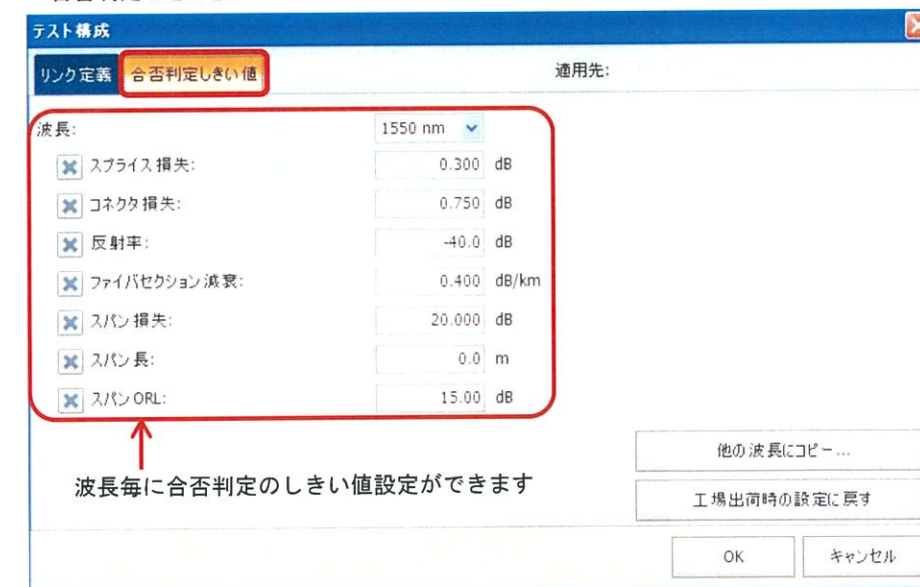 テスト構成
リンク定義 合否判定しきい値 適用先:
波長: 1550 nm
スプライス損失: 0.300 dB
コネクタ損失: 0.750 dB
反射率: -40.0 dB
ファイバセクション減衰: 0.400 dB/km
スパン損失: 20.000 dB
スパン長: 0.0 m
スパン ORL: 15.00 dB
波長毎に合否判定のしきい値設定ができます
他の波長にコピー...
工場出荷時の設定に戻す
OK キャンセル